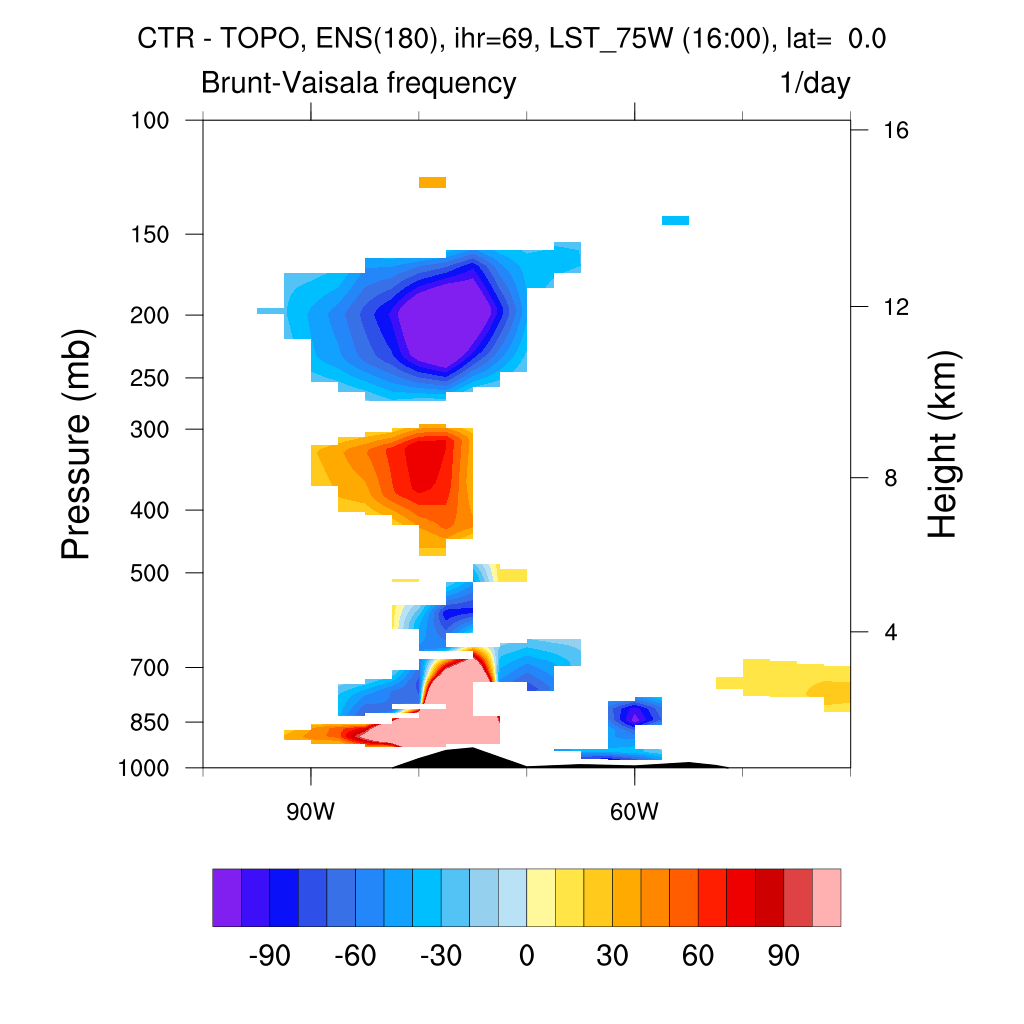 CTR - TOPO, ENS(180), ihr=69, LST_75W (16:00), lat=  0.0
Brunt-Vaisala frequency 1/day
100
150
200
250
300
400
500
700
850
1000
Pressure (mb)
16
12
8
4
Height (km)
90W 60W
-90 -60 -30 0 30 60 90